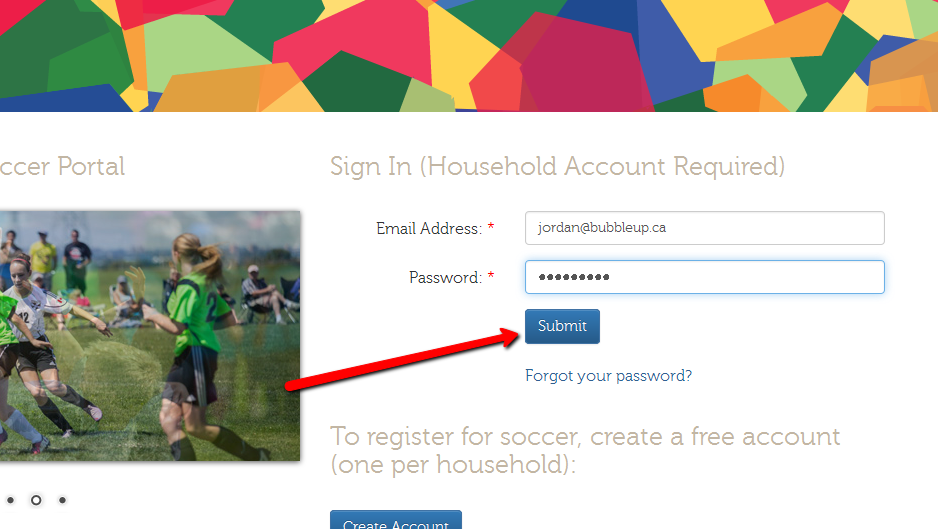 ccer Portal
Sign In (Household Account Required)
Email Address: *
jordan@bubbleup.ca
Password: *
•••••••••
Submit
Forgot your password?
To register for soccer, create a free account
(one per household):
Create Account
12